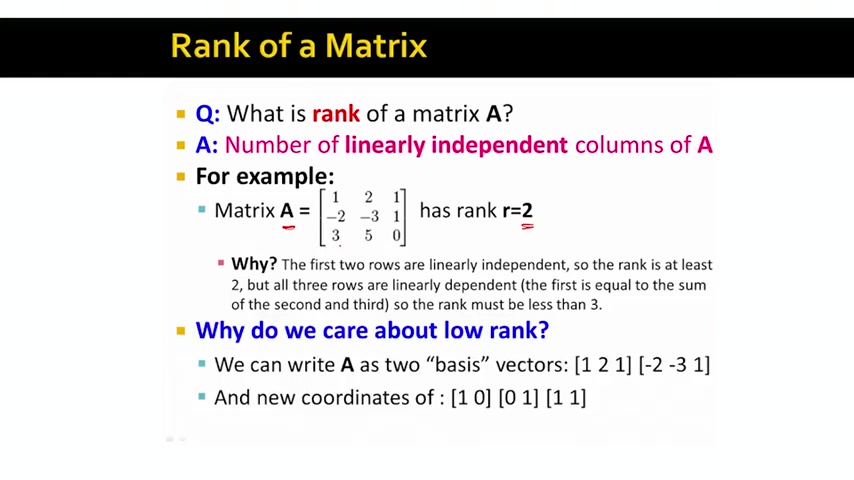 Rank of a Matrix
Q: What is rank of a matrix A?
A: Number of linearly independent columns of A
For example:
Matrix A = [1 2 1
-2 -3 1
3 5 0] has rank r=2
Why? The first two rows are linearly independent, so the rank is at least
2, but all three rows are linearly dependent (the first is equal to the sum
of the second and third) so the rank must be less than 3.
Why do we care about low rank?
We can write A as two “basis” vectors: [1 2 1] [-2 -3 1]
And new coordinates of : [1 0] [0 1] [1 1]